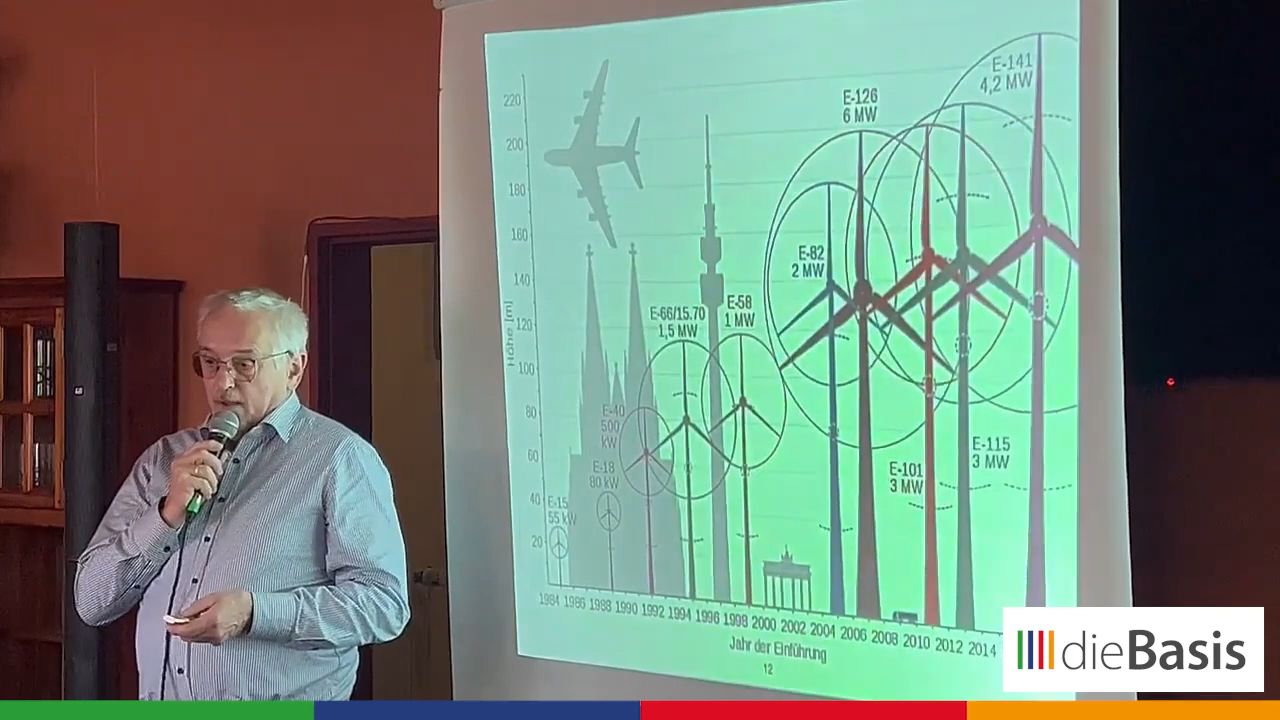 E-141
4,2 MW
E-126
6 MW
220
200
180
160
140
120
100
80
60
40
20
Höhe [m]
E-82
2 MW
E-66/15.70
1,5 MW
E-58
1 MW
E-40
500
kW
E-18
80 kW
E-15
55 kW
E-115
3 MW
E-101
3 MW
1984 1986 1988 1990 1992 1994 1996 1998 2000 2002 2004 2006 2008 2010 2012 2014
Jahr der Einführung
12
dieBasis